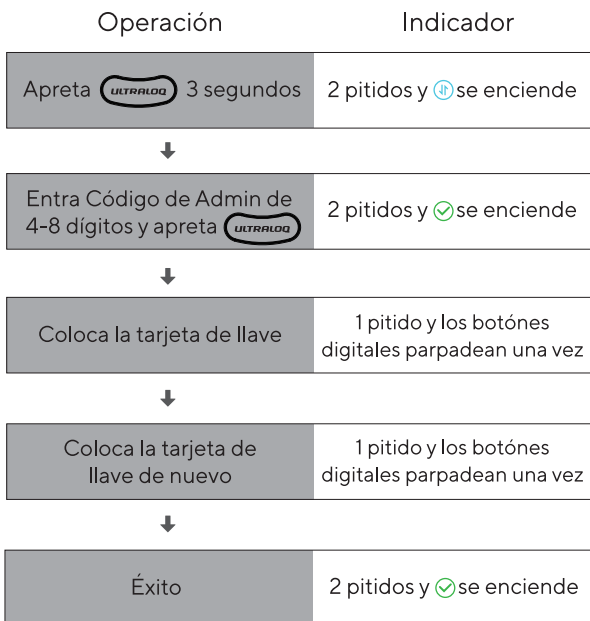 Operación
Indicador
Apreta ULTRALOQ 3 segundos
2 pitidos y se enciende
Entra Código de Admin de
4-8 dígitos y apreta ULTRALOQ
2 pitidos y se enciende
Coloca la tarjeta de llave
1 pitido y los botónes
digitales parpadean una vez
Coloca la tarjeta de
llave de nuevo
1 pitido y los botónes
digitales parpadean una vez
Éxito
2 pitidos y se enciende